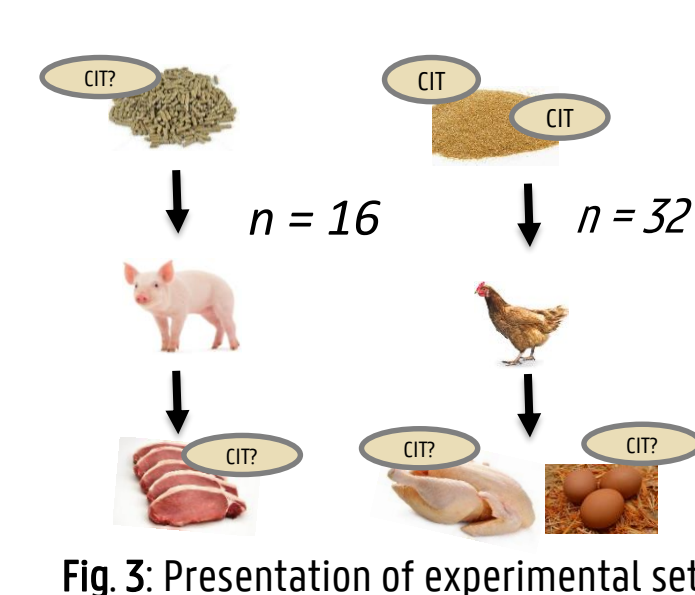 CIT?
CIT
CIT
n = 16
n = 32
CIT?
CIT?
CIT?
Fig. 3: Presentation of experimental set